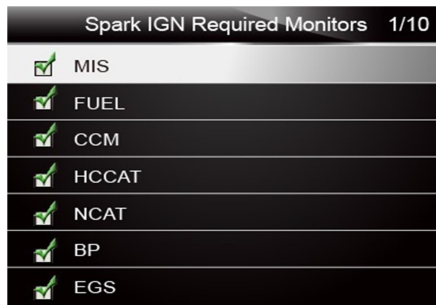 Spark IGN Required Monitors 1/10
MIS
FUEL
CCM
HCCAT
NCAT
BP
EGS